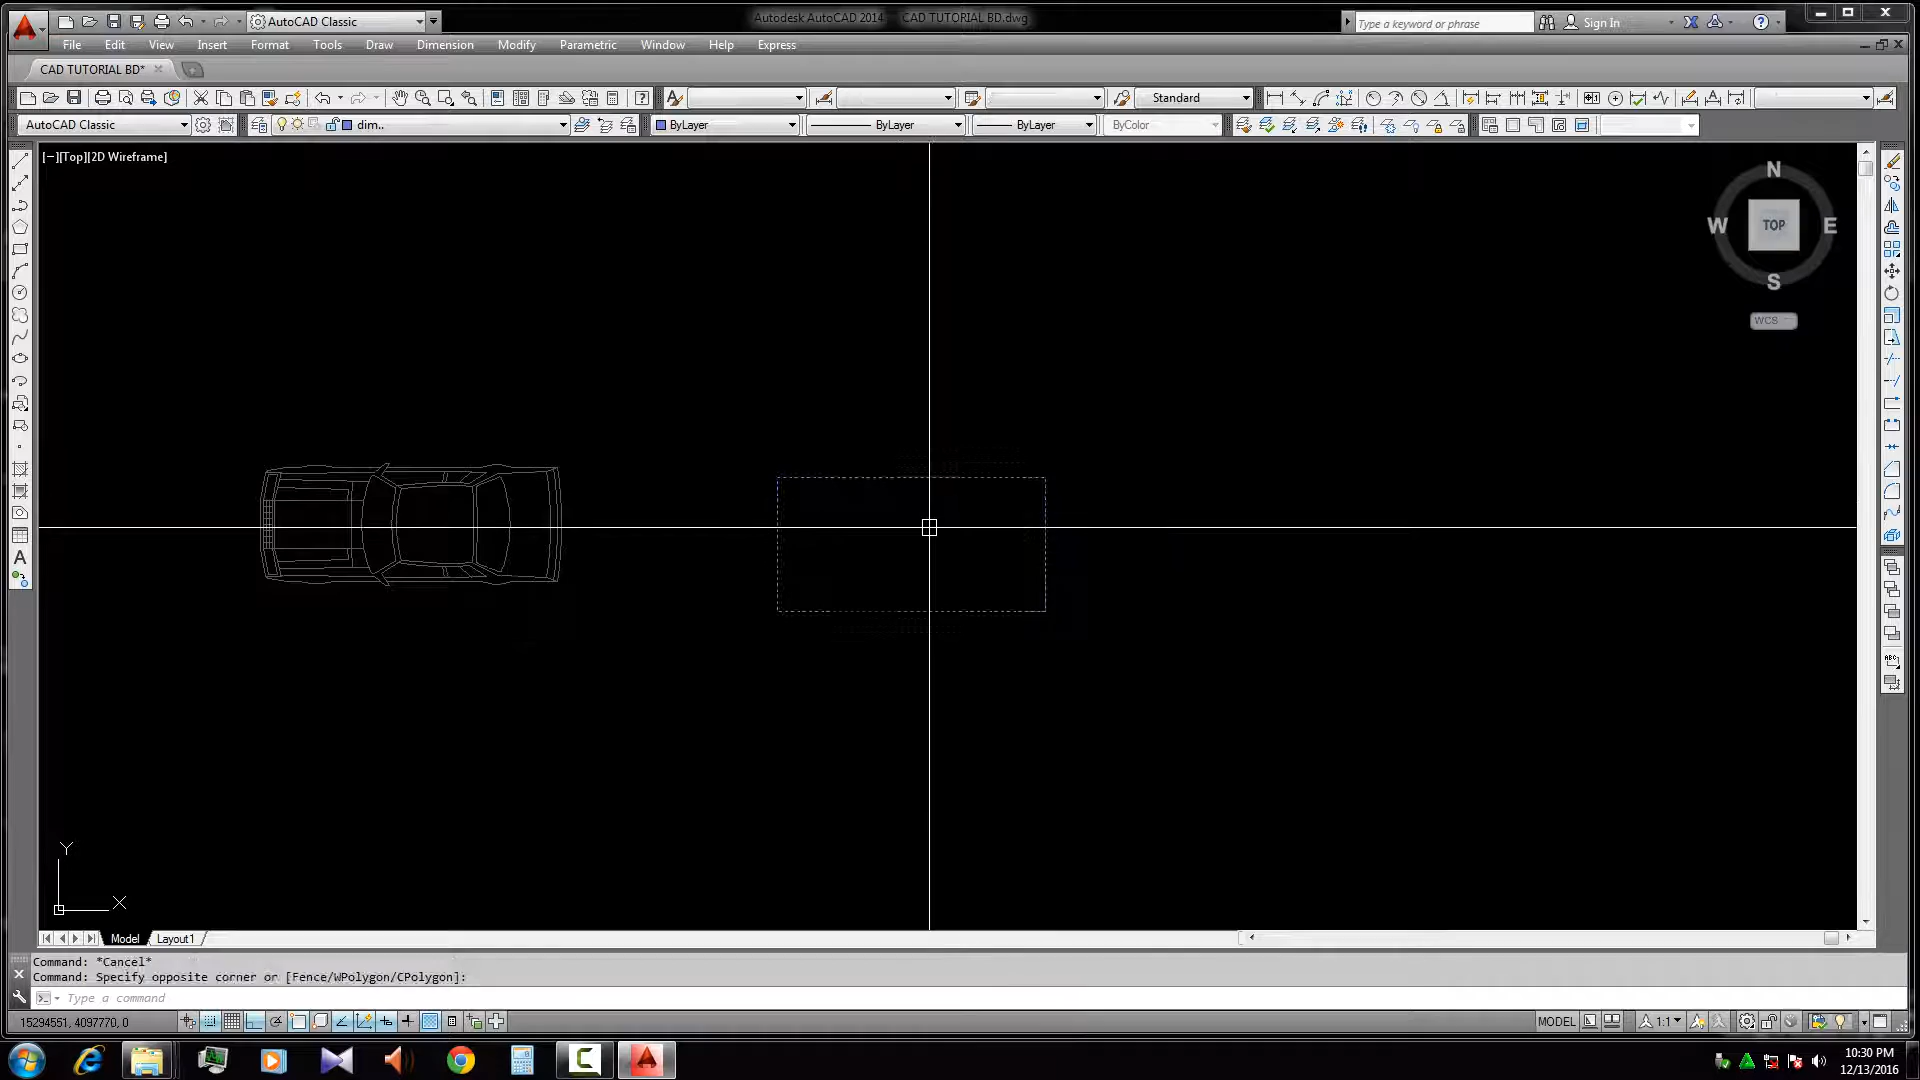 AutoCAD Classic
Autodesk AutoCAD 2014 CAD TUTORIAL BD.dwg
Type a keyword or phrase
Sign In
File Edit View Insert Format Tools Draw Dimension Modify Parametric Window Help Express
CAD TUTORIAL BD*
Standard
AutoCAD Classic
dim..
ByLayer
ByLayer
ByLayer
ByColor
[−][Top][2D Wireframe]
N
W TOP E
S
WCS
A
Y
X
Model Layout1
Command: *Cancel*
Command: Specify opposite corner or [Fence/WPolygon/CPolygon]:
Type a command
15294551, 4097770, 0
MODEL
1:1
10:30 PM
12/13/2016